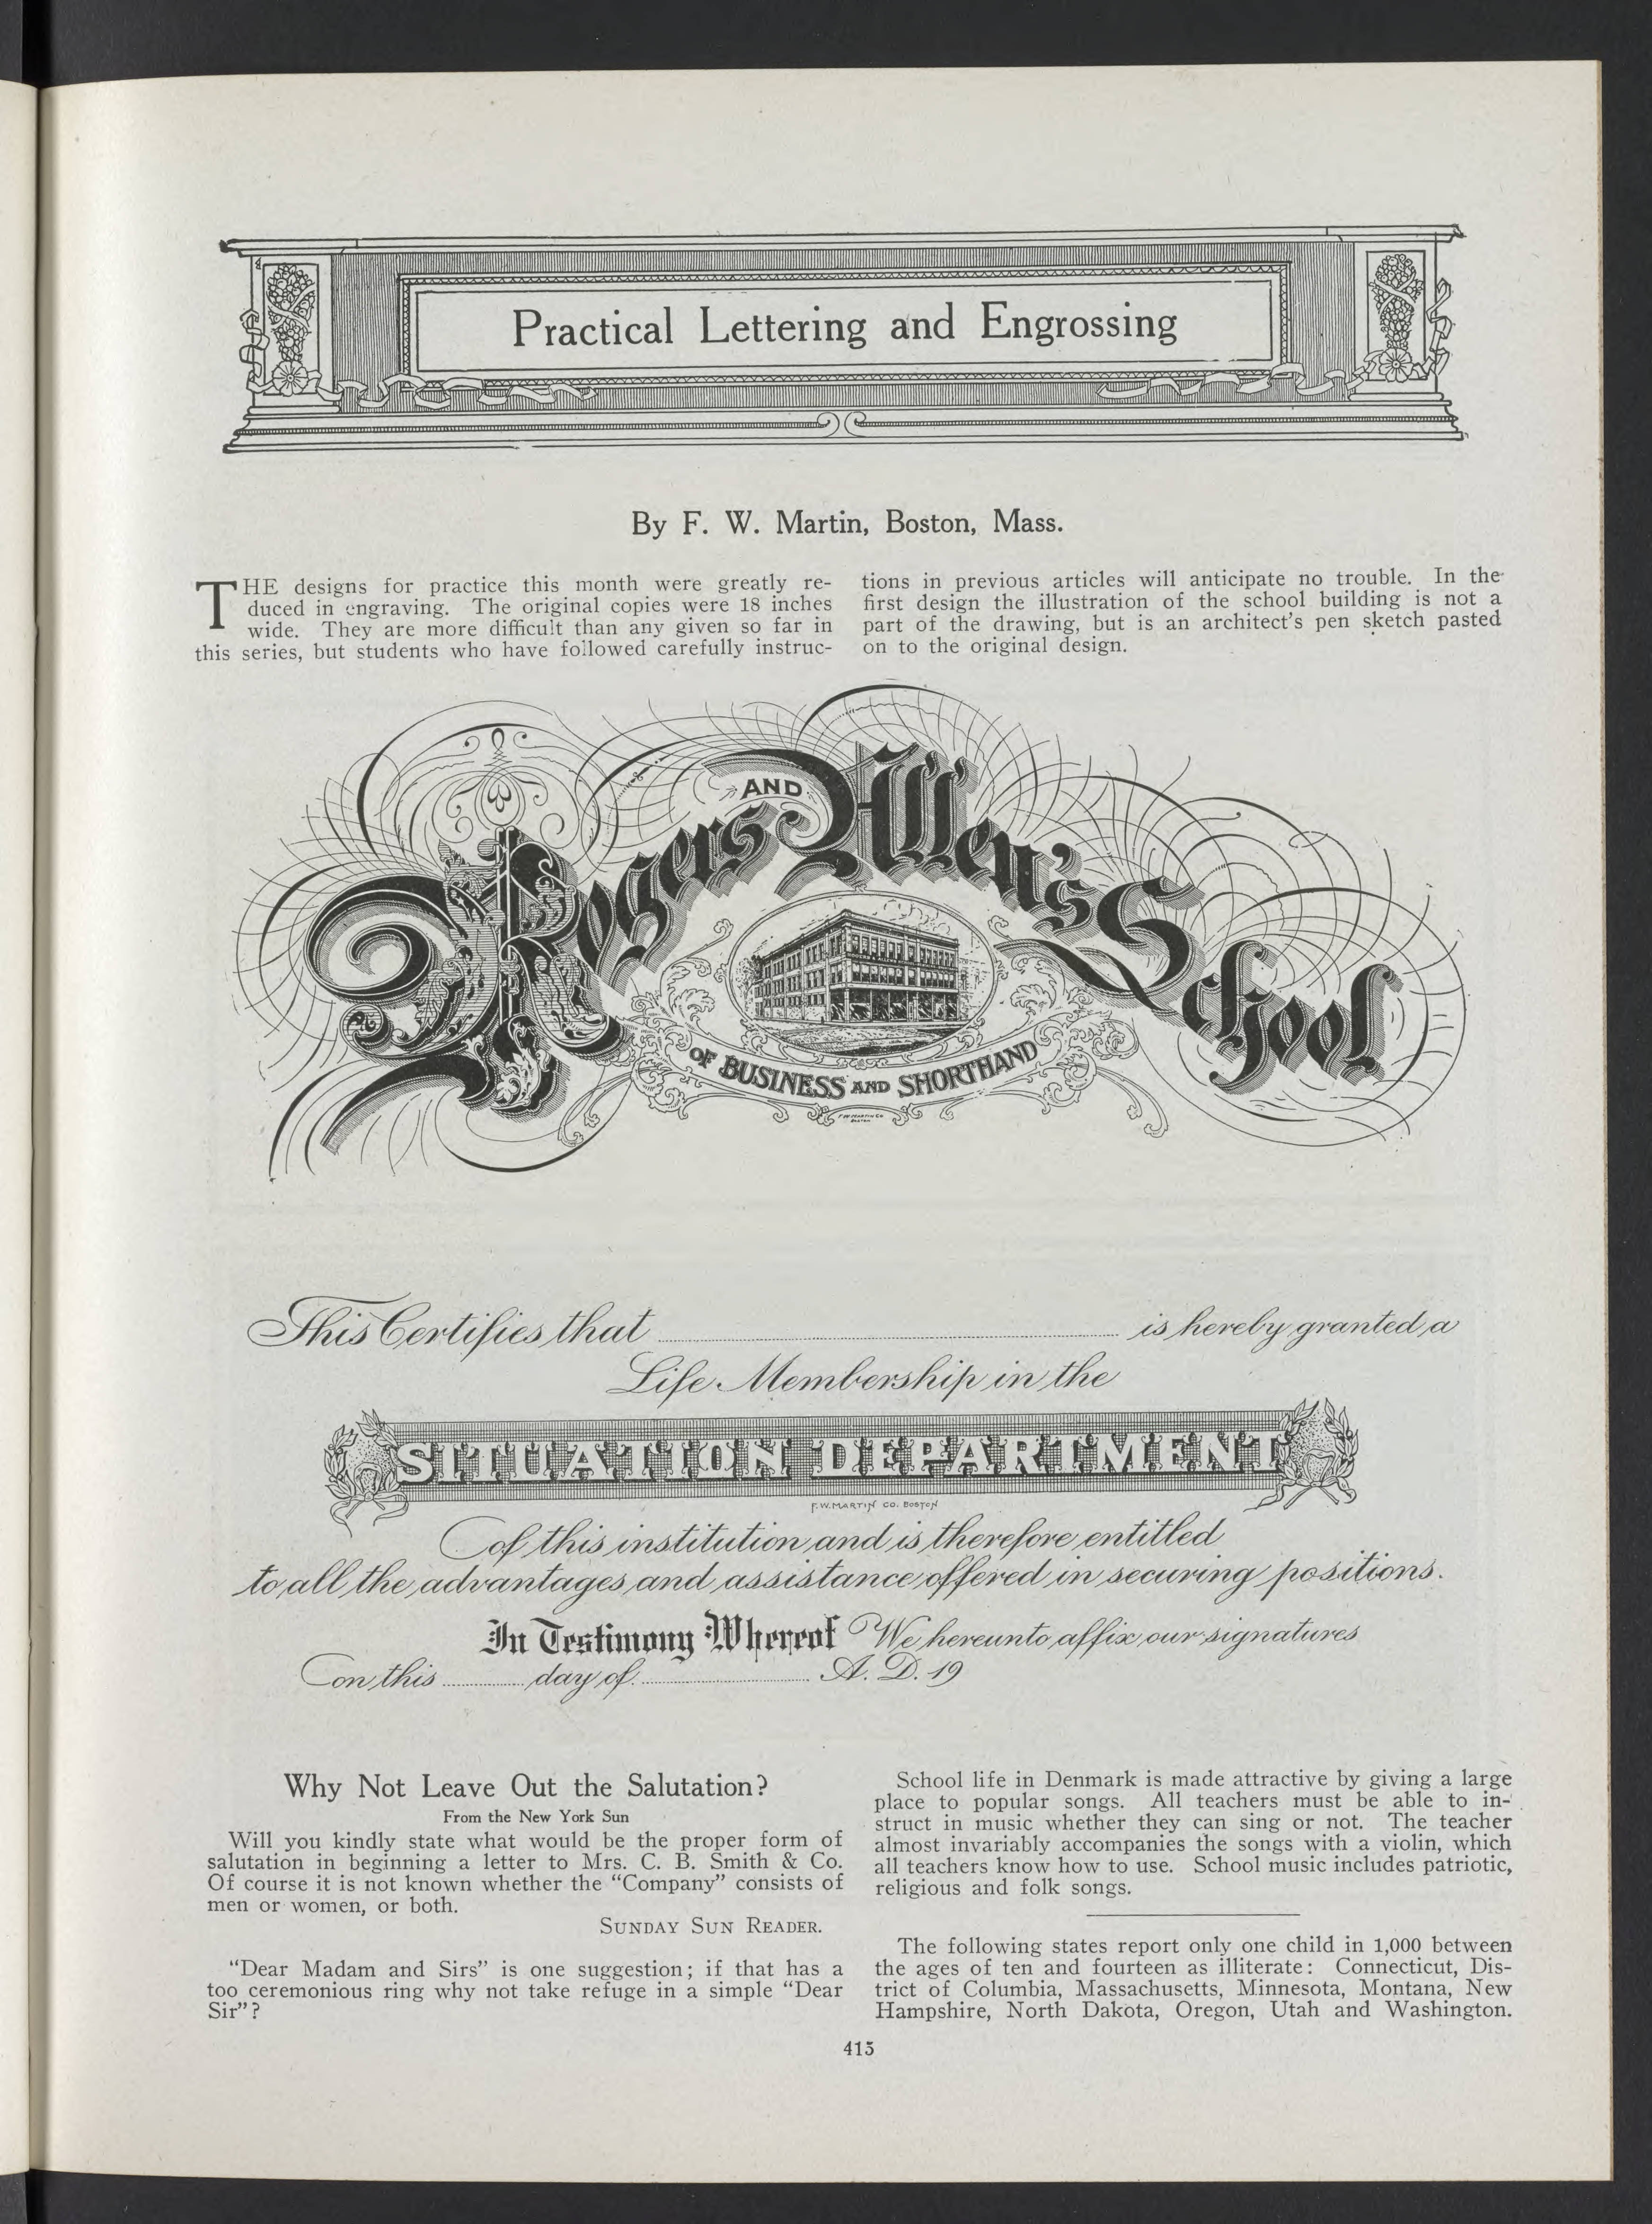 Practical Lettering and Engrossing
By F. W. Martin, Boston, Mass.
THE designs for practice this month were greatly re-
duced in engraving. The original copies were 18 inches
wide. They are more difficult than any given so far in
this series, but students who have followed carefully instruc-
tions in previous articles will anticipate no trouble. In the
first design the illustration of the school building is not a
part of the drawing, but is an architect's pen sketch pasted
on to the original design.
Rogers AND Allen's School
OF BUSINESS AND SHORTHAND
F W MARTIN CO
BOSTON
This Certifies that is hereby granted a
Life Membership in the
SITUATION DEPARTMENT
F. W. MARTIN CO. BOSTON
of this institution and is therefore entitled
to all the advantages and assistance offered in securing positions.
In Testimony Whereof We hereunto affix our signatures
on this day of A. D. 19
Why Not Leave Out the Salutation?
From the New York Sun
Will you kindly state what would be the proper form of
salutation in beginning a letter to Mrs. C. B. Smith & Co.
Of course it is not known whether the "Company" consists of
men or women, or both.
SUNDAY SUN READER.
"Dear Madam and Sirs" is one suggestion; if that has a
too ceremonious ring why not take refuge in a simple "Dear
Sir"?
School life in Denmark is made attractive by giving a large
place to popular songs. All teachers must be able to in-
struct in music whether they can sing or not. The teacher
almost invariably accompanies the songs with a violin, which
all teachers know how to use. School music includes patriotic,
religious and folk songs.
The following states report only one child in 1,000 between
the ages of ten and fourteen as illiterate: Connecticut, Dis-
trict of Columbia, Massachusetts, Minnesota, Montana, New
Hampshire, North Dakota, Oregon, Utah and Washington.
415